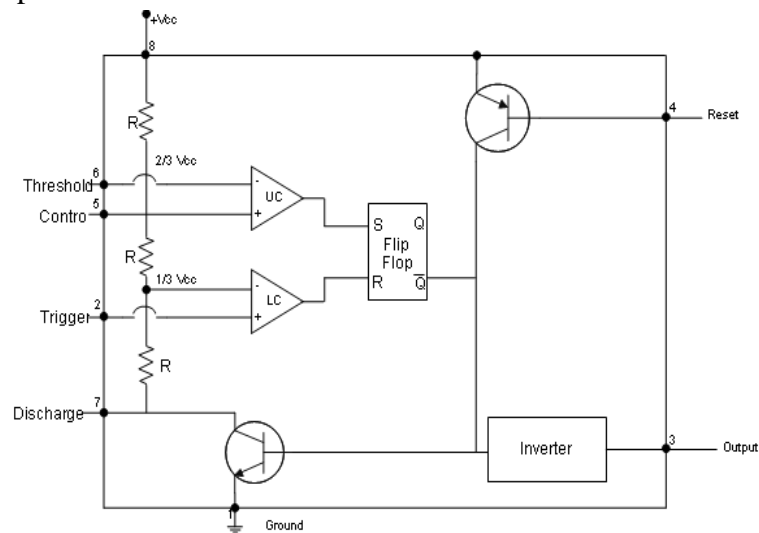 +Vcc
8
R
4
Reset
2/3 Vcc
6
Threshold
-
UC
5
Contro
+
S Q
Flip
Flop
R Q̅
R
1/3 Vcc
-
LC
2
Trigger
+
R
7
Discharge
Inverter
3
Output
1
Ground